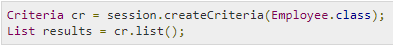 Criteria cr = session.createCriteria(Employee.class);
List results = cr.list();